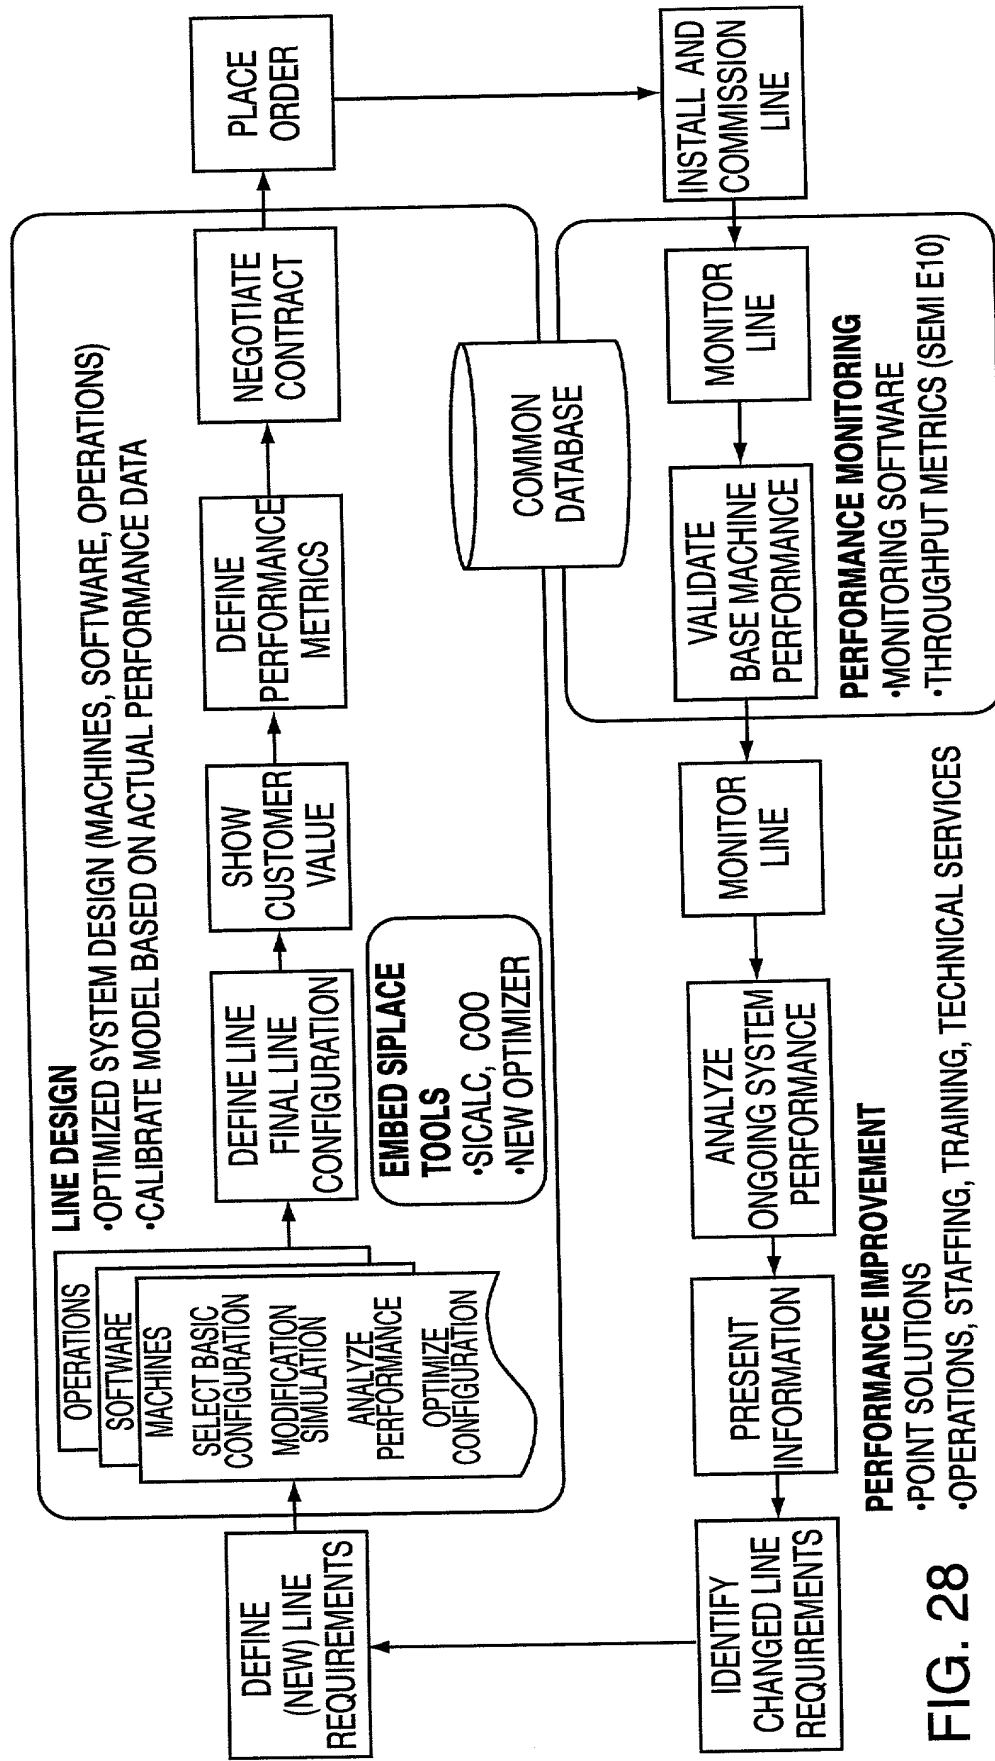 LINE DESIGN
•OPTIMIZED SYSTEM DESIGN (MACHINES, SOFTWARE, OPERATIONS)
•CALIBRATE MODEL BASED ON ACTUAL PERFORMANCE DATA
DEFINE
(NEW) LINE
REQUIREMENTS
OPERATIONS
SOFTWARE
MACHINES
SELECT BASIC
CONFIGURATION
MODIFICATION
SIMULATION
ANALYZE
PERFORMANCE
OPTIMIZE
CONFIGURATION
DEFINE LINE
FINAL LINE
CONFIGURATION
SHOW
CUSTOMER
VALUE
DEFINE
PERFORMANCE
METRICS
NEGOTIATE
CONTRACT
PLACE
ORDER
EMBED SIPLACE
TOOLS
•SICALC, COO
•NEW OPTIMIZER
COMMON
DATABASE
INSTALL AND
COMMISSION
LINE
MONITOR
LINE
VALIDATE
BASE MACHINE
PERFORMANCE
PERFORMANCE MONITORING
•MONITORING SOFTWARE
•THROUGHPUT METRICS (SEMI E10)
MONITOR
LINE
ANALYZE
ONGOING SYSTEM
PERFORMANCE
PRESENT
INFORMATION
IDENTIFY
CHANGED LINE
REQUIREMENTS
PERFORMANCE IMPROVEMENT
•POINT SOLUTIONS
•OPERATIONS, STAFFING, TRAINING, TECHNICAL SERVICES
FIG. 28